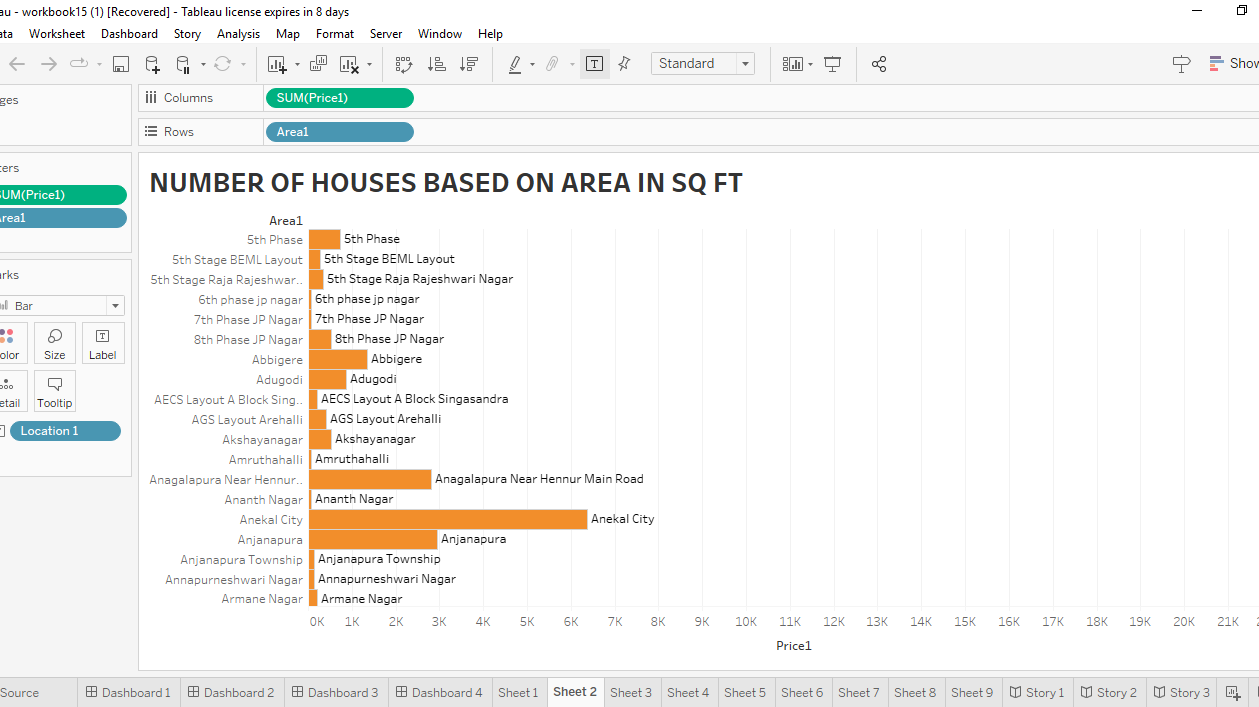 au - workbook15 (1) [Recovered] - Tableau license expires in 8 days
ata Worksheet Dashboard Story Analysis Map Format Server Window Help
Standard Show
ges
Columns SUM(Price1)
Rows Area1
ters
SUM(Price1)
Area1
arks
Bar
olor Size Label
etail Tooltip
Location 1
NUMBER OF HOUSES BASED ON AREA IN SQ FT
Area1
5th Phase 5th Phase
5th Stage BEML Layout 5th Stage BEML Layout
5th Stage Raja Rajeshwar.. 5th Stage Raja Rajeshwari Nagar
6th phase jp nagar 6th phase jp nagar
7th Phase JP Nagar 7th Phase JP Nagar
8th Phase JP Nagar 8th Phase JP Nagar
Abbigere Abbigere
Adugodi Adugodi
AECS Layout A Block Sing.. AECS Layout A Block Singasandra
AGS Layout Arehalli AGS Layout Arehalli
Akshayanagar Akshayanagar
Amruthahalli Amruthahalli
Anagalapura Near Hennur.. Anagalapura Near Hennur Main Road
Ananth Nagar Ananth Nagar
Anekal City Anekal City
Anjanapura Anjanapura
Anjanapura Township Anjanapura Township
Annapurneshwari Nagar Annapurneshwari Nagar
Armane Nagar Armane Nagar
0K 1K 2K 3K 4K 5K 6K 7K 8K 9K 10K 11K 12K 13K 14K 15K 16K 17K 18K 19K 20K 21K
Price1
Source Dashboard 1 Dashboard 2 Dashboard 3 Dashboard 4 Sheet 1 Sheet 2 Sheet 3 Sheet 4 Sheet 5 Sheet 6 Sheet 7 Sheet 8 Sheet 9 Story 1 Story 2 Story 3